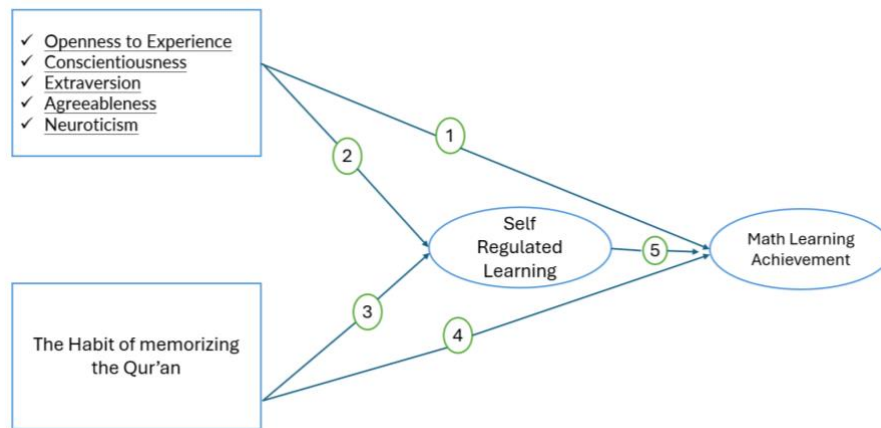 ✓ Openness to Experience
✓ Conscientiousness
✓ Extraversion
✓ Agreeableness
✓ Neuroticism
1
2
Self
Regulated
Learning
5
Math Learning
Achievement
3
4
The Habit of memorizing
the Qur'an